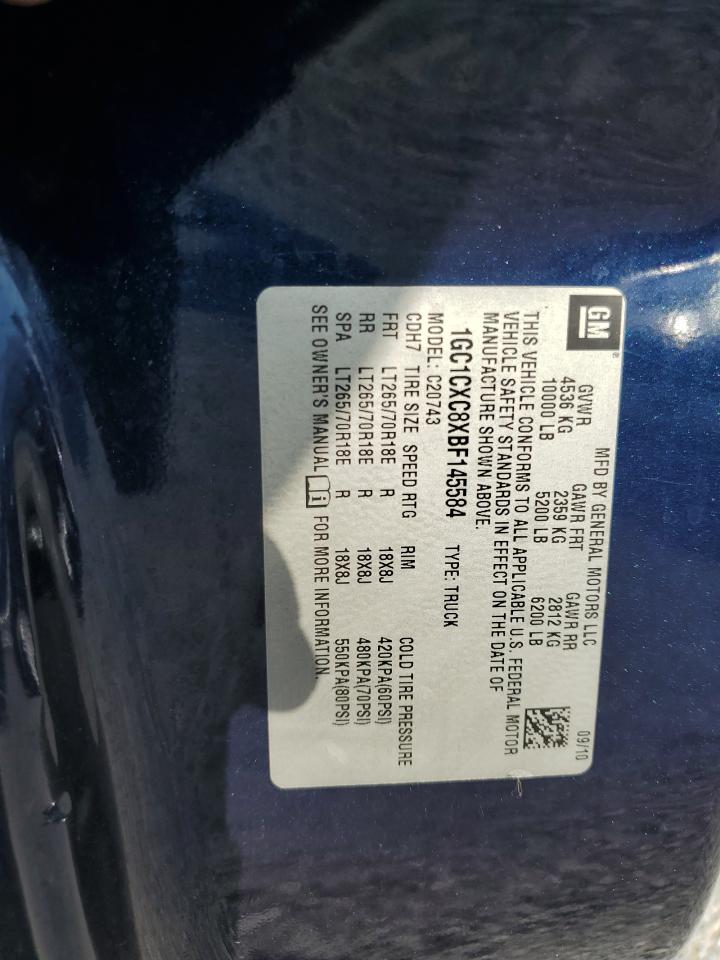 GM ®
MFD BY GENERAL MOTORS LLC 09/10
GVWR GAWR FRT GAWR RR
4536 KG 2359 KG 2812 KG
10000 LB 5200 LB 6200 LB
THIS VEHICLE CONFORMS TO ALL APPLICABLE U.S. FEDERAL MOTOR
VEHICLE SAFETY STANDARDS IN EFFECT ON THE DATE OF
MANUFACTURE SHOWN ABOVE.
1GC1CXC8XBF145584 TYPE: TRUCK
MODEL: C20743
CDH7 TIRE SIZE SPEED RTG RIM COLD TIRE PRESSURE
FRT LT265/70R18E R 18X8J 420KPA(60PSI)
RR LT265/70R18E R 18X8J 480KPA(70PSI)
SPA LT265/70R18E R 18X8J 550KPA(80PSI)
SEE OWNER'S MANUAL i FOR MORE INFORMATION.